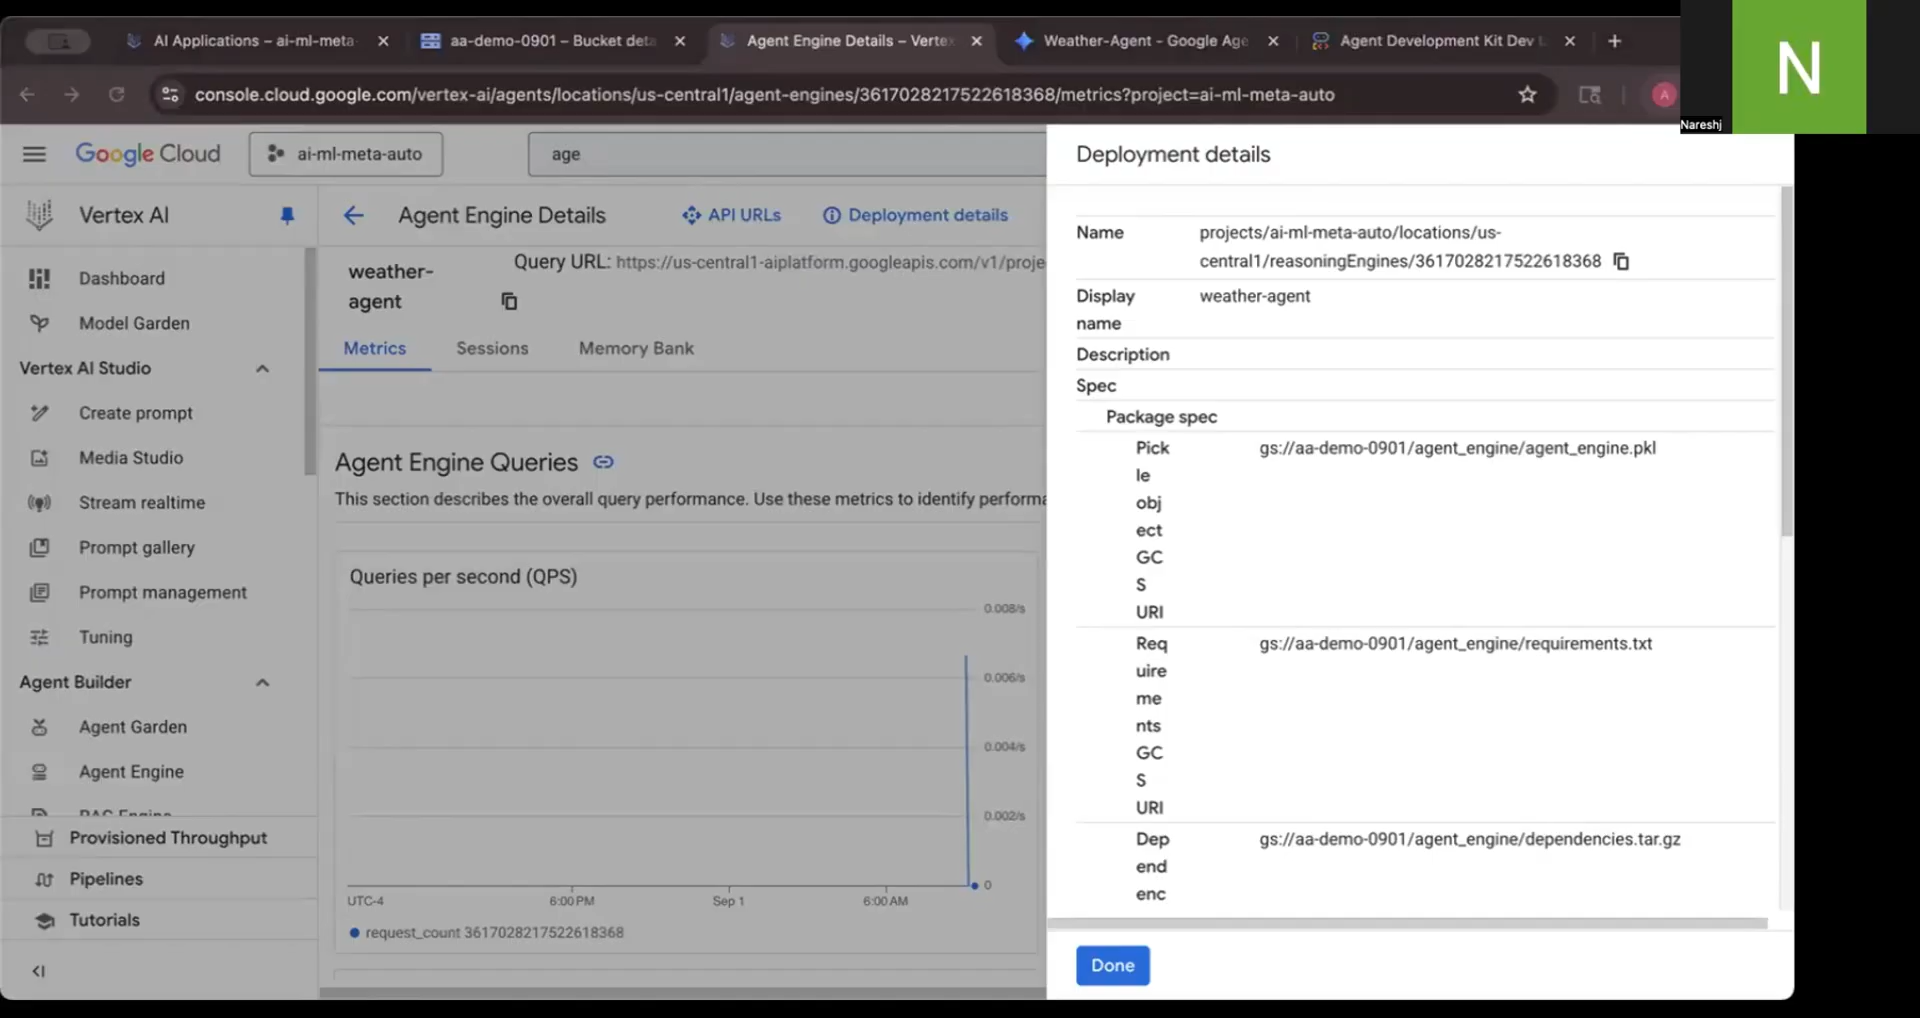 AI Applications – ai-ml-meta-
aa-demo-0901 – Bucket deta
Agent Engine Details – Vertex
Weather-Agent - Google Age
Agent Development Kit Dev U
console.cloud.google.com/vertex-ai/agents/locations/us-central1/agent-engines/3617028217522618368/metrics?project=ai-ml-meta-auto
A
N
Nareshj
Google Cloud
ai-ml-meta-auto
age
Vertex AI
Dashboard
Model Garden
Vertex AI Studio
Create prompt
Media Studio
Stream realtime
Prompt gallery
Prompt management
Tuning
Agent Builder
Agent Garden
Agent Engine
RAG Engine
Provisioned Throughput
Pipelines
Tutorials
Agent Engine Details
API URLs
Deployment details
weather-
agent
Query URL: https://us-central1-aiplatform.googleapis.com/v1/proje
Metrics
Sessions
Memory Bank
Agent Engine Queries
This section describes the overall query performance. Use these metrics to identify performa
Queries per second (QPS)
0.008/s
0.006/s
0.004/s
0.002/s
0
UTC-4
6:00 PM
Sep 1
6:00 AM
request_count 3617028217522618368
Deployment details
Name
projects/ai-ml-meta-auto/locations/us-
central1/reasoningEngines/3617028217522618368
Display
name
weather-agent
Description
Spec
Package spec
Pick
le
obj
ect
GC
S
URI
gs://aa-demo-0901/agent_engine/agent_engine.pkl
Req
uire
me
nts
GC
S
URI
gs://aa-demo-0901/agent_engine/requirements.txt
Dep
end
enc
gs://aa-demo-0901/agent_engine/dependencies.tar.gz
Done